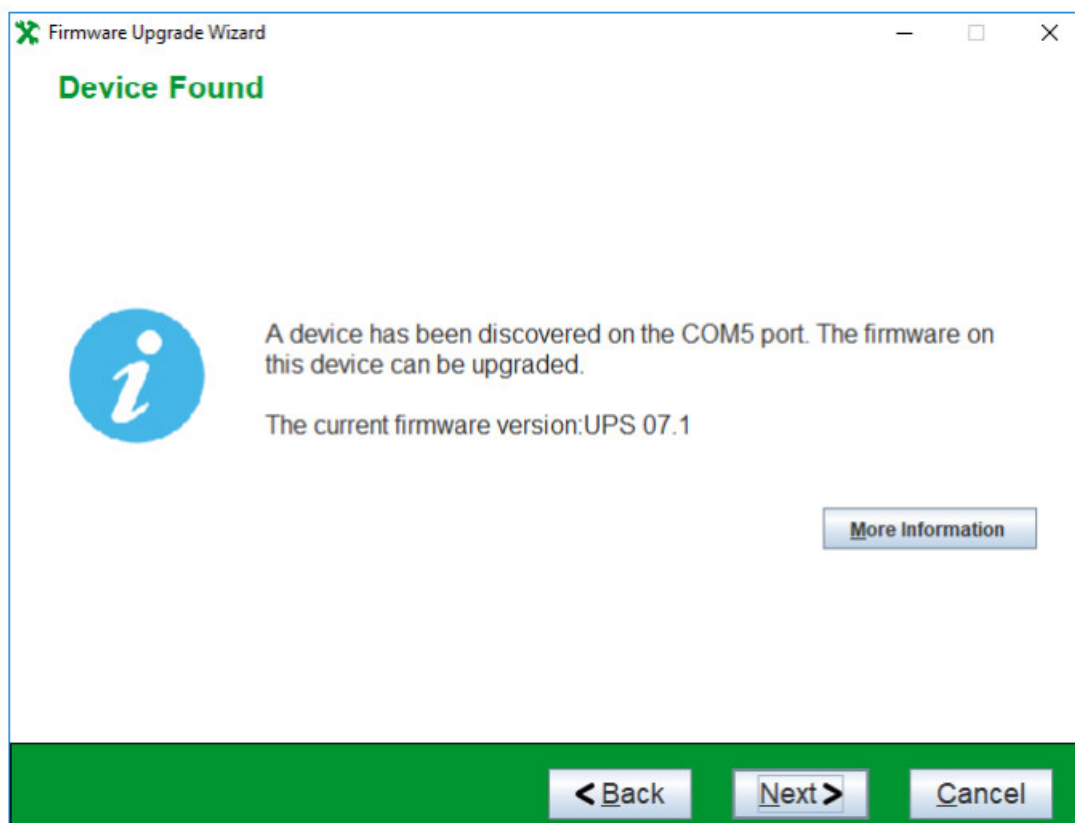 Firmware Upgrade Wizard
Device Found
A device has been discovered on the COM5 port. The firmware on
this device can be upgraded.
The current firmware version:UPS 07.1
More Information
< Back
Next >
Cancel